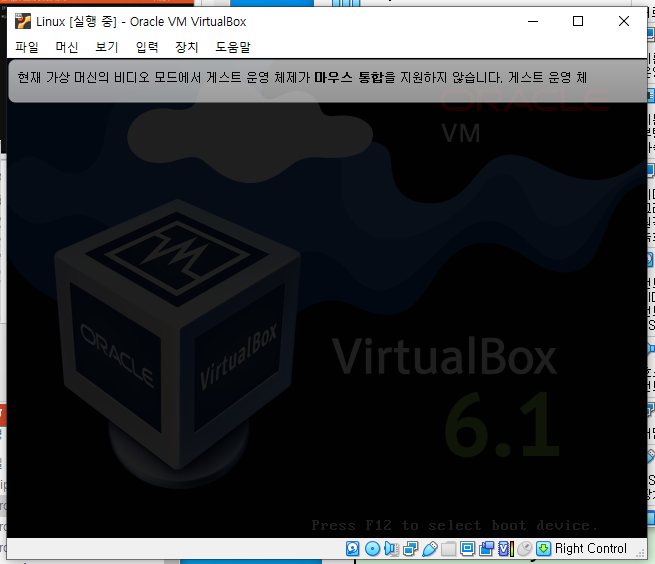 Linux [실행 중] - Oracle VM VirtualBox
파일 머신 보기 입력 장치 도움말
현재 가상 머신의 비디오 모드에서 게스트 운영 체제가 마우스 통합을 지원하지 않습니다. 게스트 운영 체
ORACLE
VM
ORACLE
VirtualBox
VirtualBox
6.1
Press F12 to select boot device.
Right Control